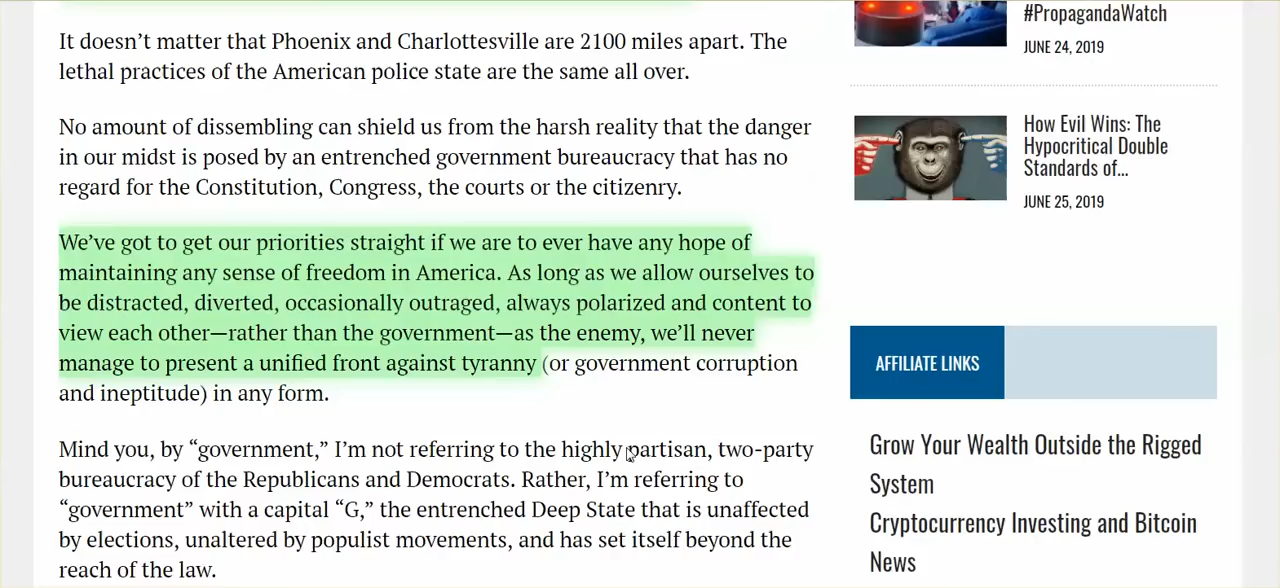 It doesn’t matter that Phoenix and Charlottesville are 2100 miles apart. The
lethal practices of the American police state are the same all over.
No amount of dissembling can shield us from the harsh reality that the danger
in our midst is posed by an entrenched government bureaucracy that has no
regard for the Constitution, Congress, the courts or the citizenry.
We’ve got to get our priorities straight if we are to ever have any hope of
maintaining any sense of freedom in America. As long as we allow ourselves to
be distracted, diverted, occasionally outraged, always polarized and content to
view each other—rather than the government—as the enemy, we’ll never
manage to present a unified front against tyranny (or government corruption
and ineptitude) in any form.
Mind you, by “government,” I’m not referring to the highly partisan, two-party
bureaucracy of the Republicans and Democrats. Rather, I’m referring to
“government” with a capital “G,” the entrenched Deep State that is unaffected
by elections, unaltered by populist movements, and has set itself beyond the
reach of the law.
#PropagandaWatch
JUNE 24, 2019
How Evil Wins: The
Hypocritical Double
Standards of...
JUNE 25, 2019
AFFILIATE LINKS
Grow Your Wealth Outside the Rigged
System
Cryptocurrency Investing and Bitcoin
News